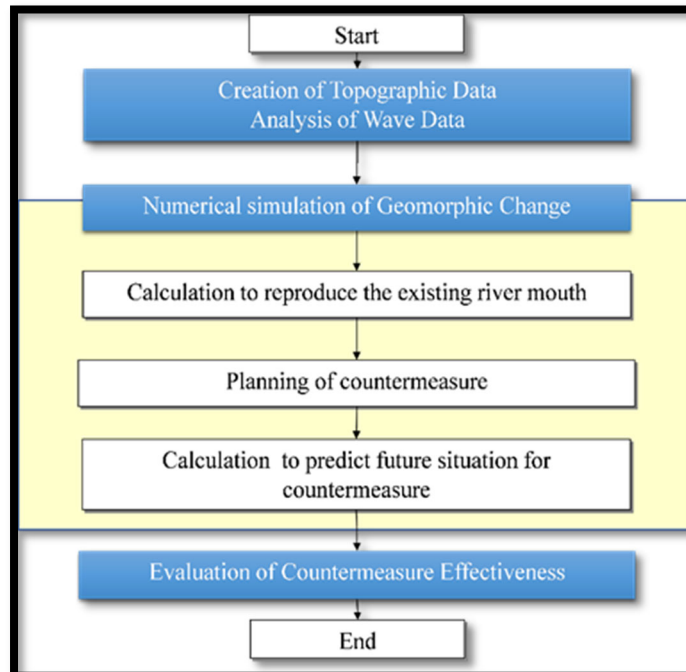 Start
Creation of Topographic Data
Analysis of Wave Data
Numerical simulation of Geomorphic Change
Calculation to reproduce the existing river mouth
Planning of countermeasure
Calculation to predict future situation for
countermeasure
Evaluation of Countermeasure Effectiveness
End